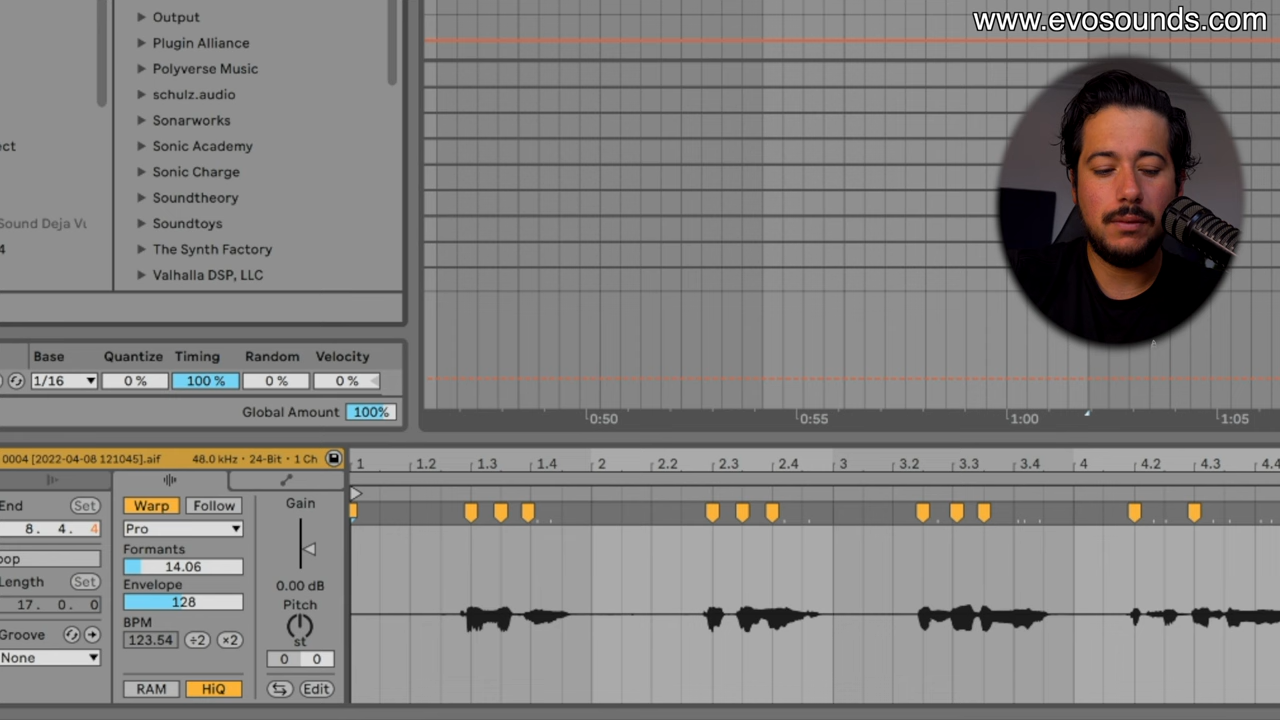 www.evosounds.com
Output
Plugin Alliance
Polyverse Music
schulz.audio
Sonarworks
ect
Sonic Academy
Sonic Charge
Soundtheory
Sound Deja Vu
Soundtoys
4
The Synth Factory
Valhalla DSP, LLC
Base Quantize Timing Random Velocity
1/16 0 % 100 % 0 % 0 %
Global Amount 100%
0:50 0:55 1:00 1:05
0004 [2022-04-08 121045].aif 48.0 kHz · 24-Bit · 1 Ch
1 1.2 1.3 1.4 2 2.2 2.3 2.4 3 3.2 3.3 3.4 4 4.2 4.3 4.4
End Set
8. 4. 4
oop
Length Set
17. 0. 0
Groove
None
Warp Follow
Pro
Formants
14.06
Envelope
128
BPM
123.54 ÷2 ×2
RAM HiQ
Gain
0.00 dB
Pitch
st
0 0
Edit